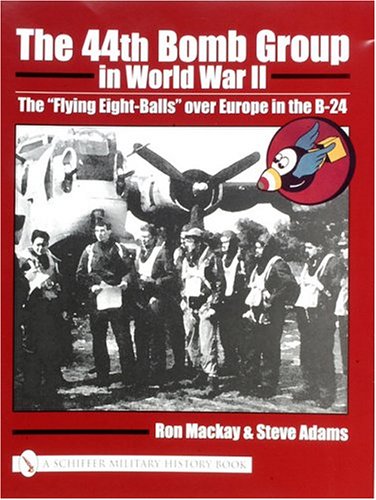 The 44th Bomb Group
in World War II
The "Flying Eight-Balls" over Europe in the B-24
Ron Mackay & Steve Adams
A SCHIFFER MILITARY HISTORY BOOK